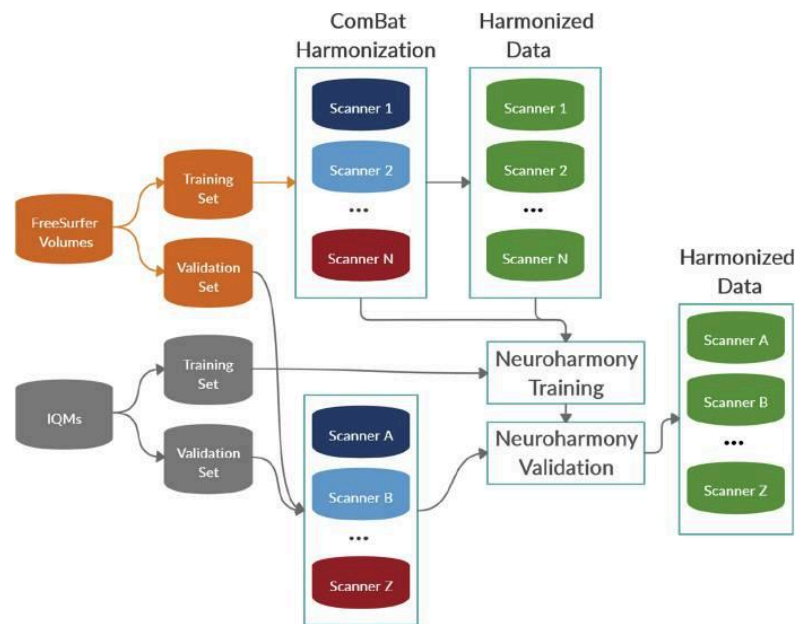 ComBat
Harmonization
Harmonized
Data
Scanner 1
Scanner 2
...
Scanner N
Scanner 1
Scanner 2
...
Scanner N
FreeSurfer
Volumes
Training
Set
Validation
Set
IQMs
Training
Set
Validation
Set
Scanner A
Scanner B
...
Scanner Z
Neuroharmony
Training
Neuroharmony
Validation
Harmonized
Data
Scanner A
Scanner B
...
Scanner Z